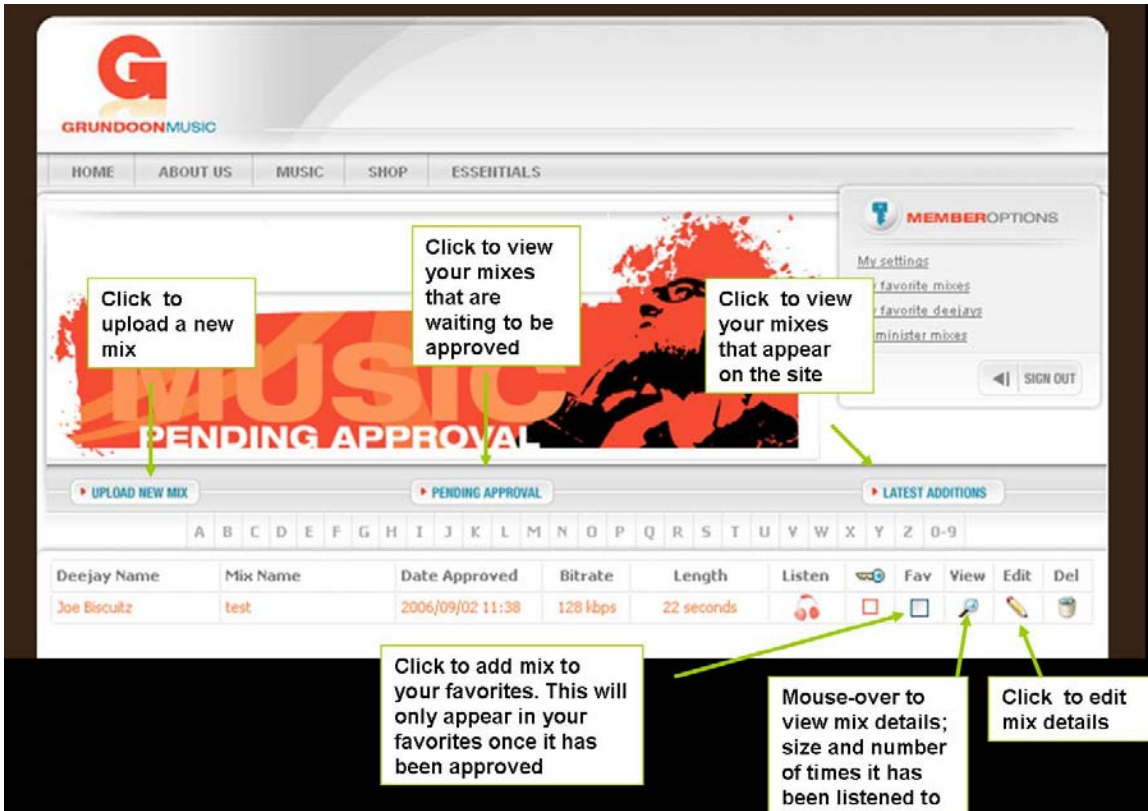 G
GRUNDOONMUSIC
HOME ABOUT US MUSIC SHOP ESSENTIALS
MEMBEROPTIONS
My settings
favorite mixes
favorite deejays
minister mixes
SIGN OUT
Click to
upload a new
mix
Click to view
your mixes
that are
waiting to be
approved
Click to view
your mixes
that appear
on the site
MUSIC
PENDING APPROVAL
UPLOAD NEW MIX PENDING APPROVAL LATEST ADDITIONS
A B C D E F G H I J K L M N O P Q R S T U V W X Y Z 0-9
Deejay Name Mix Name Date Approved Bitrate Length Listen Fav View Edit Del
Joe Biscuitz test 2006/09/02 11:38 128 kbps 22 seconds
Click to add mix to
your favorites. This will
only appear in your
favorites once it has
been approved
Mouse-over to
view mix details;
size and number
of times it has
been listened to
Click to edit
mix details